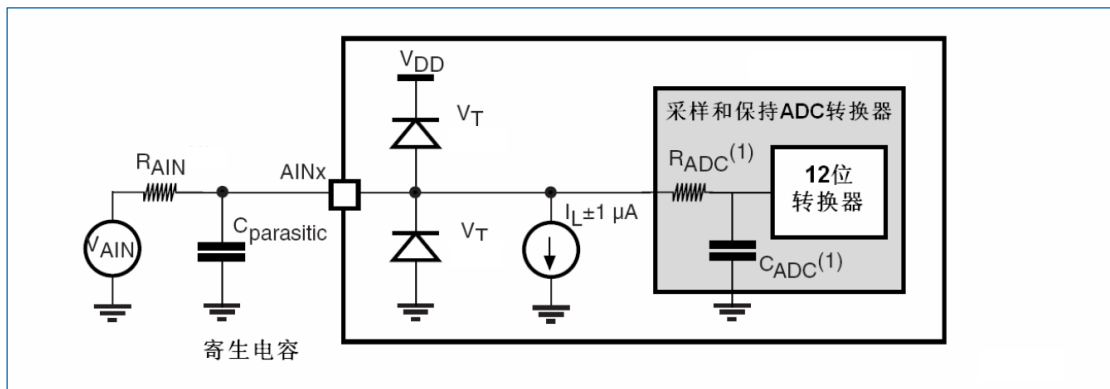 VDD
VT
采样和保持ADC转换器
RAIN
AINx
RADC(1)
12位
转换器
VAIN
Cparasitic
VT
IL±1 μA
CADC(1)
寄生电容